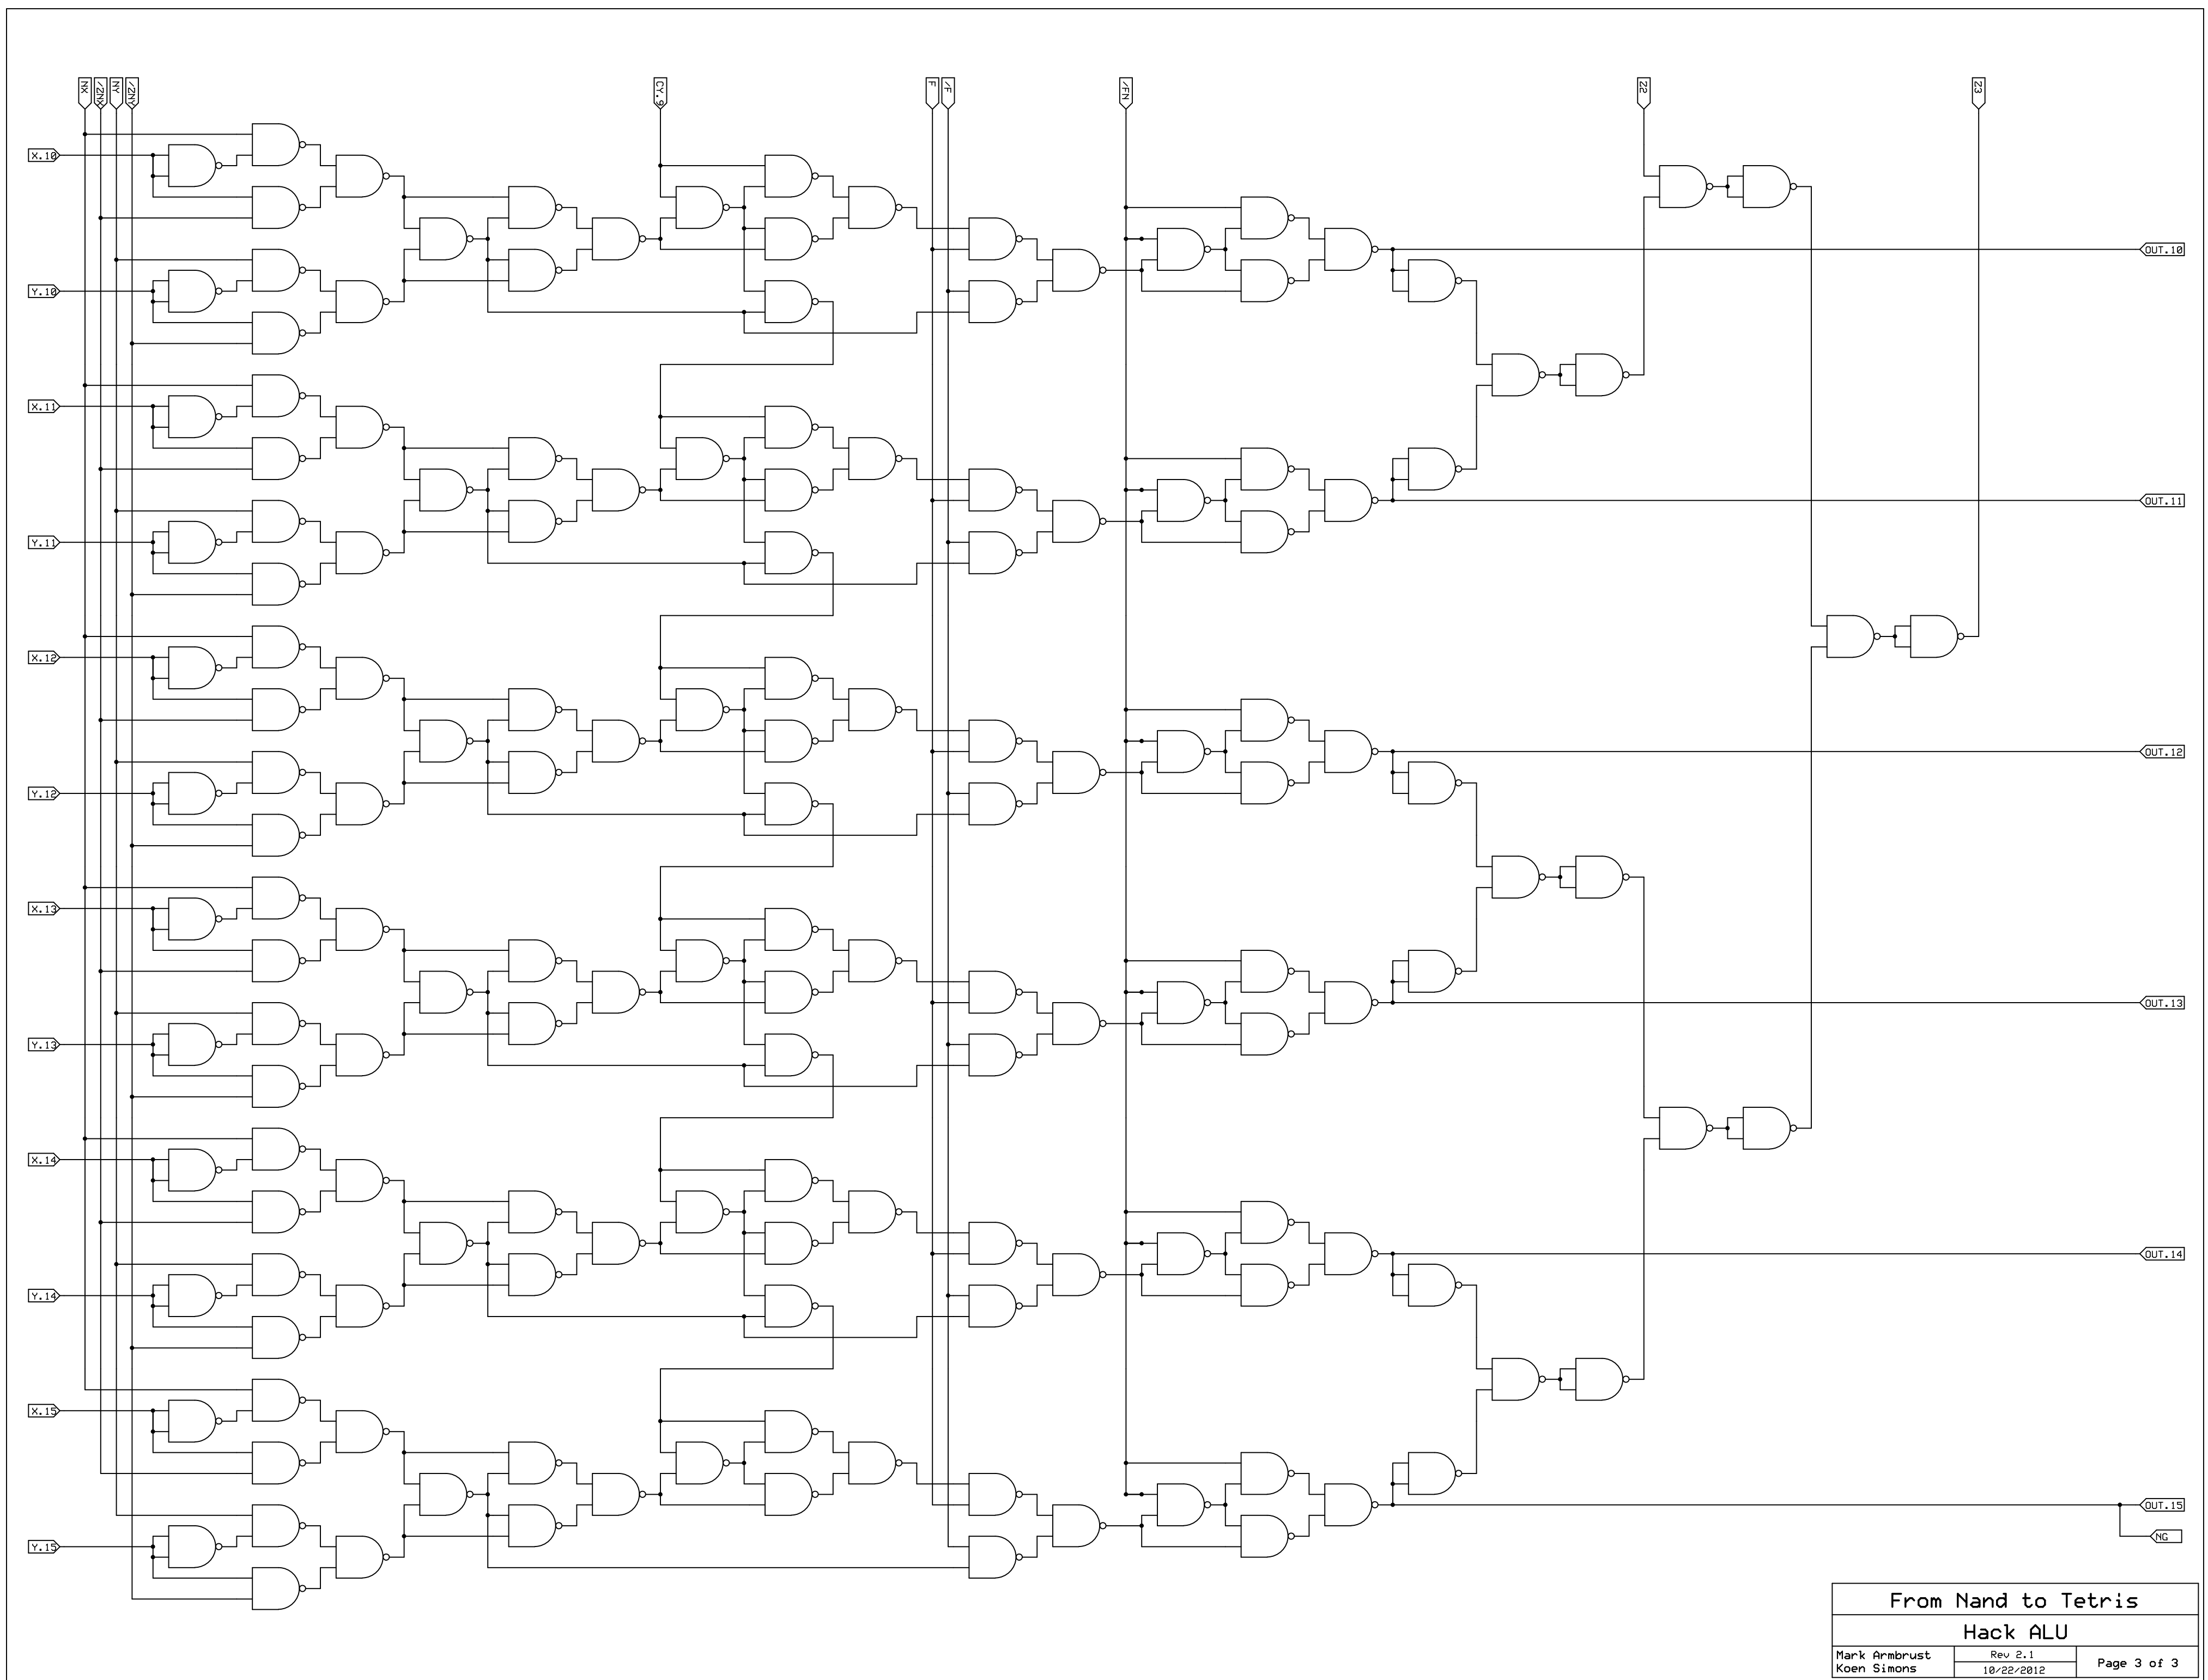 NX
/ZNX
NY
/ZNY
CY.9
F
/F
/FN
Z2
Z3
X.10
OUT.10
Y.10
X.11
OUT.11
Y.11
X.12
OUT.12
Y.12
X.13
OUT.13
Y.13
X.14
OUT.14
Y.14
X.15
OUT.15
NG
Y.15
From Nand to Tetris
Hack ALU
Mark Armbrust
Koen Simons
Rev 2.1
10/22/2012
Page 3 of 3